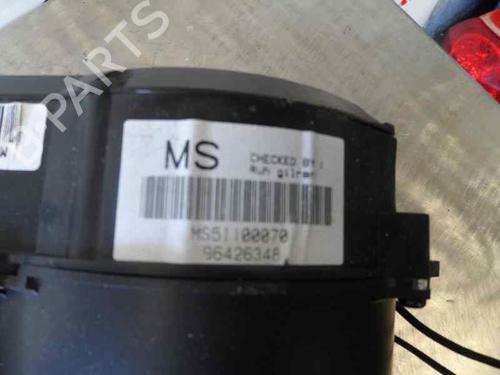 B-PARTS
MS
CHECKED BY :
MS51100070
96426348
W